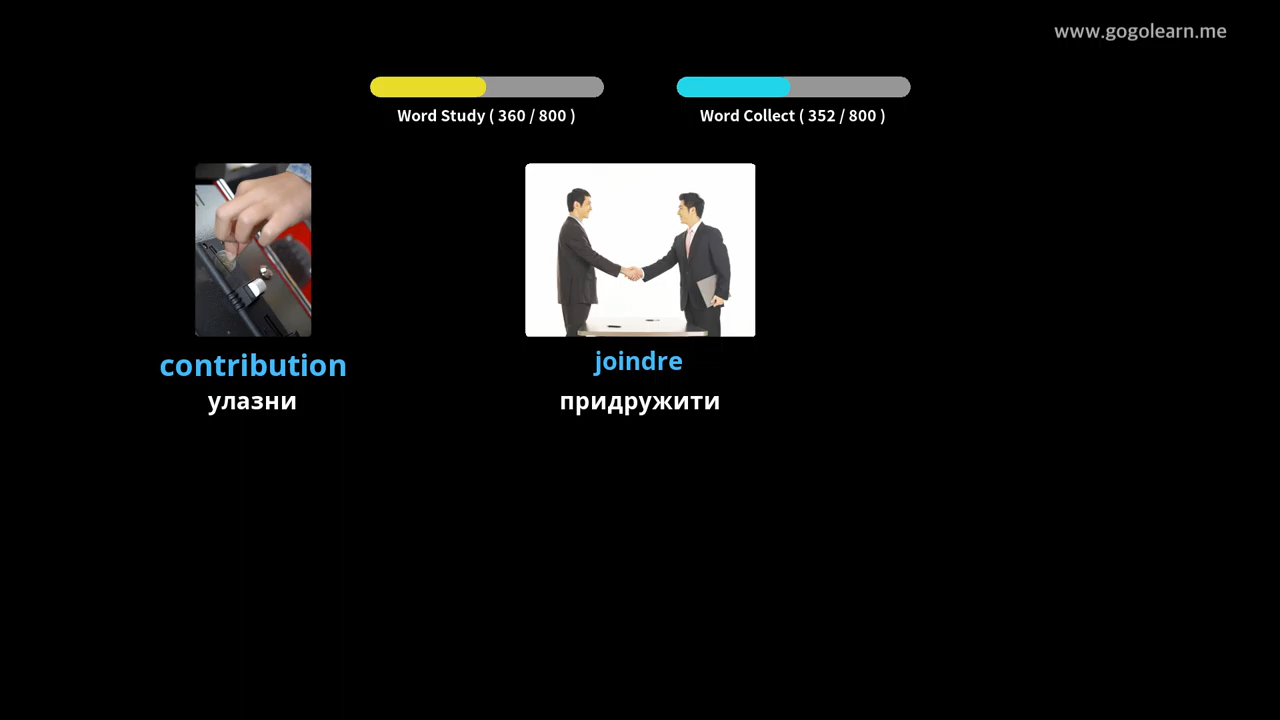 www.gogolearn.me
Word Study ( 360 / 800 )
Word Collect ( 352 / 800 )
contribution
улазни
joindre
придружити